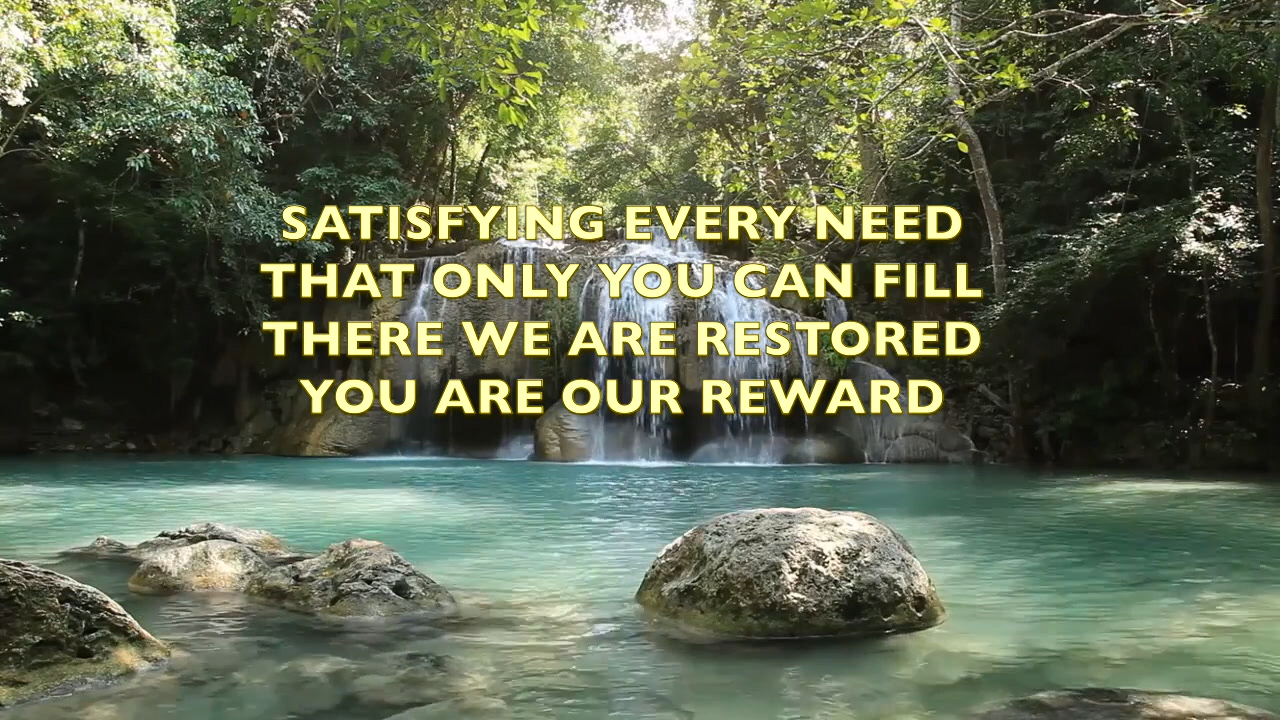 SATISFYING EVERY NEED
THAT ONLY YOU CAN FILL
THERE WE ARE RESTORED
YOU ARE OUR REWARD